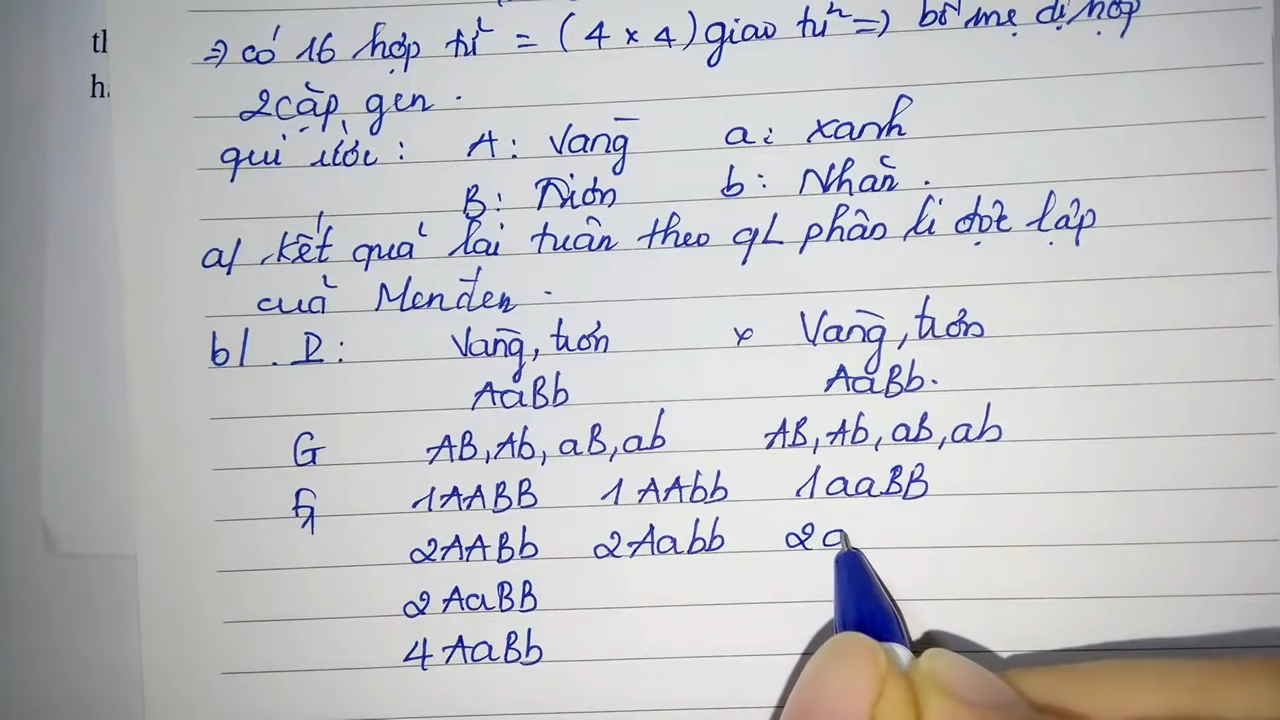 ⇒ có 16 hợp tử = (4 × 4) giao tử ⇒ bố mẹ dị hợp
2 cặp gen.
qui ước: A: Vàng a: xanh
B: Trơn b: Nhăn.
a/ kết quả lai tuân theo qL phân li độc lập
của Menđen.
b/. P: Vàng, trơn × Vàng, trơn
AaBb AaBb.
G AB, Ab, aB, ab AB, Ab, aB, ab
F1 1AABB 1AAbb 1aaBB
2AABb 2Aabb 2a
2AaBB
4AaBb